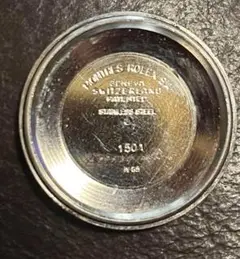 MONTRES ROLEX S.A.
GENEVA
SWITZERLAND
PATENTED
STAINLESS STEEL
1501